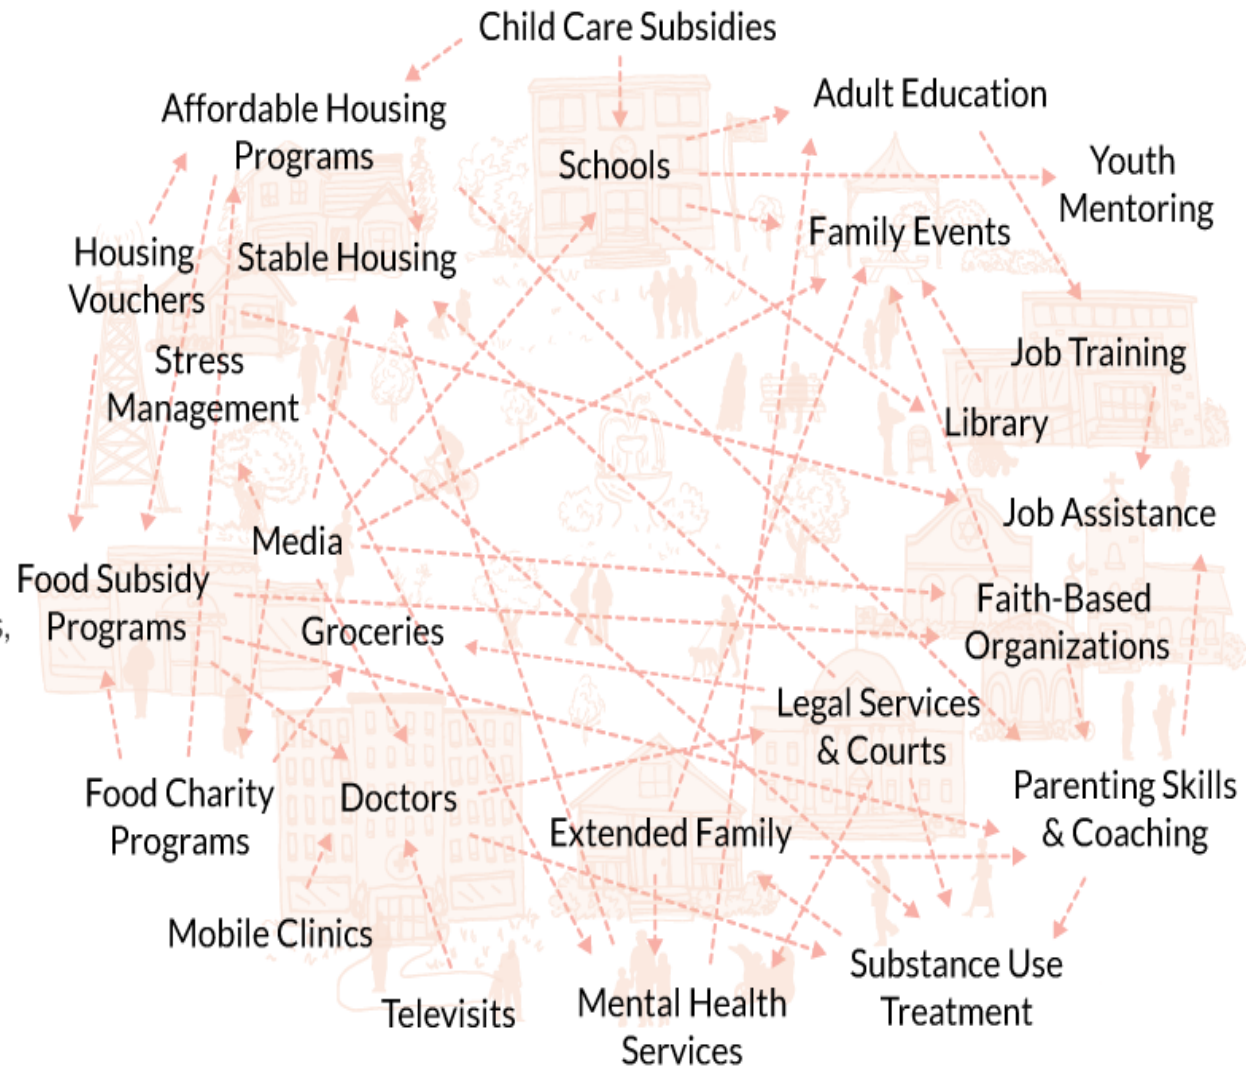 Child Care Subsidies
Affordable Housing
Programs
Adult Education
Schools
Youth
Mentoring
Family Events
Housing
Vouchers
Stable Housing
Stress
Management
Job Training
Library
Media
Job Assistance
Food Subsidy
Programs
s,
Groceries
Faith-Based
Organizations
Legal Services
& Courts
Food Charity
Programs
Doctors
Extended Family
Parenting Skills
& Coaching
Mobile Clinics
Televisits
Mental Health
Services
Substance Use
Treatment